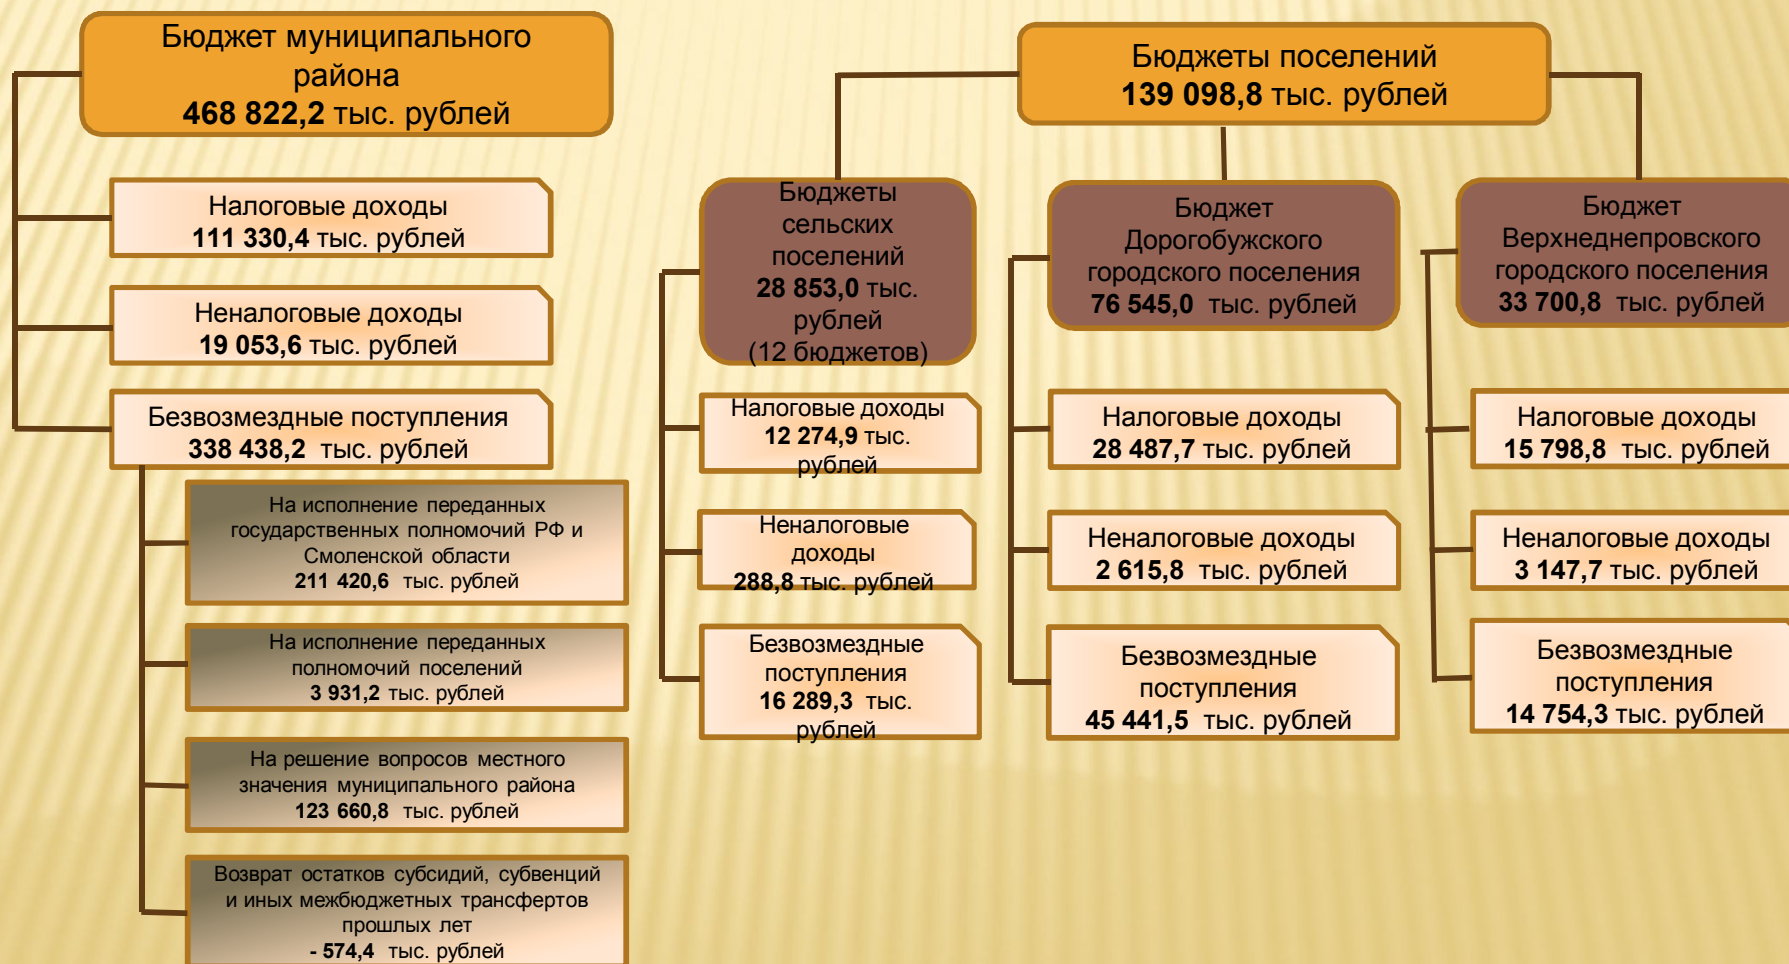 Бюджет муниципального
района
468 822,2 тыс. рублей
Налоговые доходы
111 330,4 тыс. рублей
Неналоговые доходы
19 053,6 тыс. рублей
Безвозмездные поступления
338 438,2 тыс. рублей
На исполнение переданных
государственных полномочий РФ и
Смоленской области
211 420,6 тыс. рублей
На исполнение переданных
полномочий поселений
3 931,2 тыс. рублей
На решение вопросов местного
значения муниципального района
123 660,8 тыс. рублей
Возврат остатков субсидий, субвенций
и иных межбюджетных трансфертов
прошлых лет
- 574,4 тыс. рублей
Бюджеты поселений
139 098,8 тыс. рублей
Бюджеты
сельских
поселений
28 853,0 тыс.
рублей
(12 бюджетов)
Налоговые доходы
12 274,9 тыс.
рублей
Неналоговые
доходы
288,8 тыс. рублей
Безвозмездные
поступления
16 289,3 тыс.
рублей
Бюджет
Дорогобужского
городского поселения
76 545,0 тыс. рублей
Налоговые доходы
28 487,7 тыс. рублей
Неналоговые доходы
2 615,8 тыс. рублей
Безвозмездные
поступления
45 441,5 тыс. рублей
Бюджет
Верхнеднепровского
городского поселения
33 700,8 тыс. рублей
Налоговые доходы
15 798,8 тыс. рублей
Неналоговые доходы
3 147,7 тыс. рублей
Безвозмездные
поступления
14 754,3 тыс. рублей